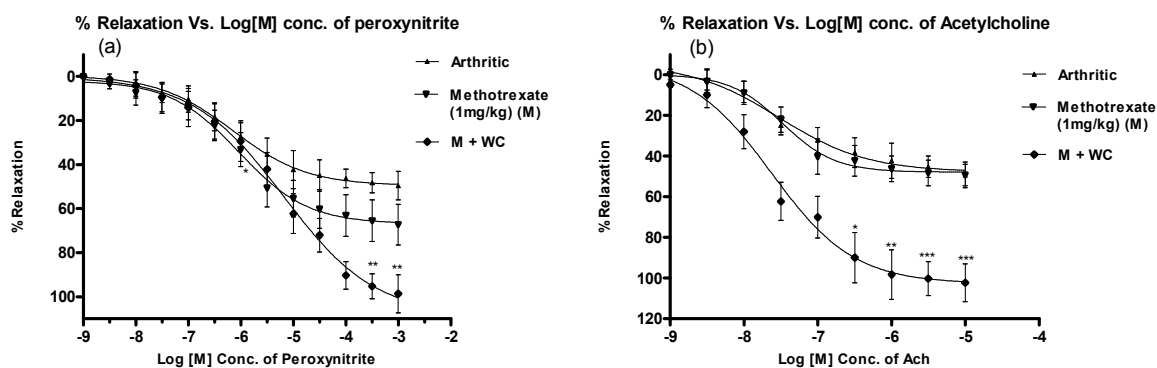 % Relaxation Vs. Log[M] conc. of peroxynitrite
(a)
Arthritic
Methotrexate
(1mg/kg) (M)
M + WC
%Relaxation
0
20
40
60
80
100
*
**
**
-9
-8
-7
-6
-5
-4
-3
-2
Log [M] Conc. of Peroxynitrite
% Relaxation Vs. Log[M] conc. of Acetylcholine
(b)
Arthritic
Methotrexate
(1mg/kg) (M)
M + WC
%Relaxation
0
20
40
60
80
100
120
*
**
***
***
-9
-8
-7
-6
-5
-4
Log [M] Conc. of Ach